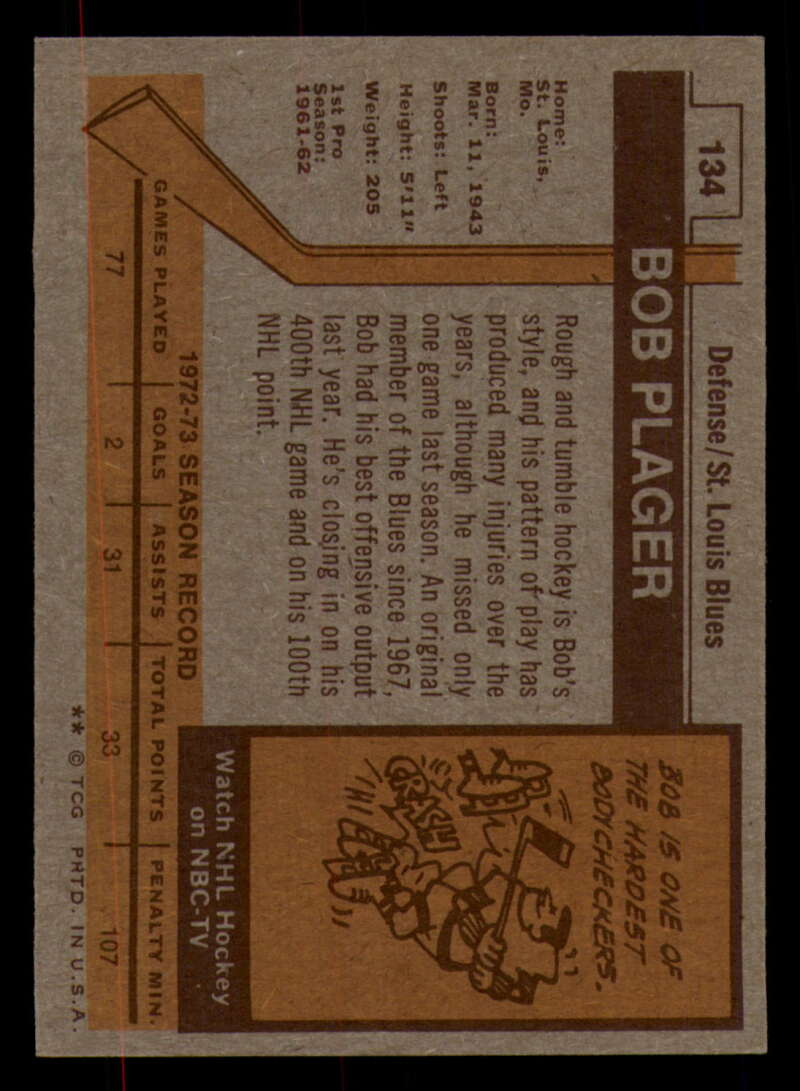 134
Defense/St. Louis Blues
BOB PLAGER
Home:
St. Louis,
Mo.
Born:
Mar. 11, 1943
Shoots: Left
Height: 5'11"
Weight: 205
1st Pro
Season:
1961-62
Rough and tumble hockey is Bob's
style, and his pattern of play has
produced many injuries over the
years, although he missed only
one game last season. An original
member of the Blues since 1967,
Bob had his best offensive output
last year. He's closing in on his
400th NHL game and on his 100th
NHL point.
BOB IS ONE OF
THE HARDEST
BODYCHECKERS.
CRASH
Watch NHL Hockey
on NBC-TV
1972-73 SEASON RECORD
GAMES PLAYED GOALS ASSISTS TOTAL POINTS PENALTY MIN.
77 2 31 33 107
** © TCG PRTD. IN U.S.A.